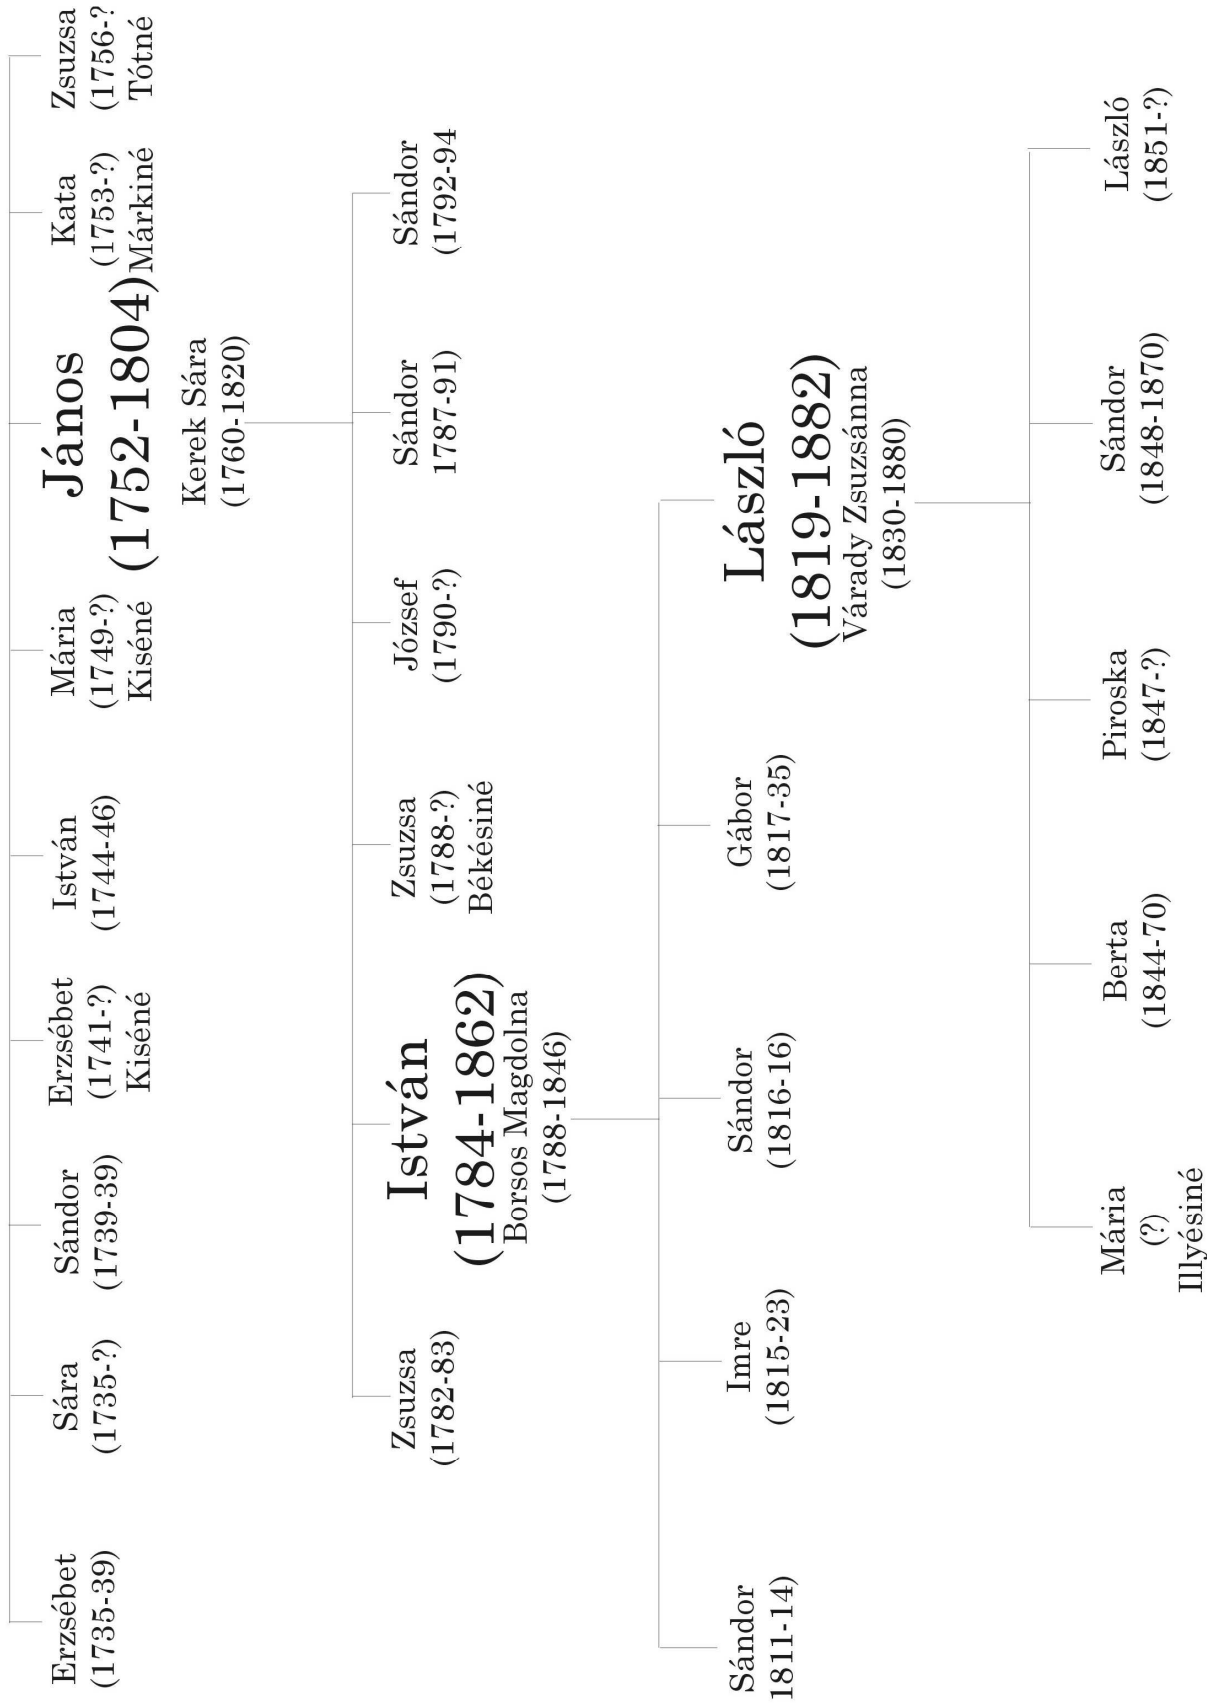 Erzsébet
(1735-39)
Sára
(1735-?)
Sándor
(1739-39)
Erzsébet
(1741-?)
Kiséné
István
(1744-46)
Mária
(1749-?)
Kiséné
János
(1752-1804)
Kerek Sára
(1760-1820)
Kata
(1753-?)
Márkiné
Zsuzsa
(1756-?
Tótné
Zsuzsa
(1782-83)
István
(1784-1862)
Borsos Magdolna
(1788-1846)
Zsuzsa
(1788-?)
Békésiné
József
(1790-?)
Sándor
1787-91)
Sándor
(1792-94
Sándor
1811-14)
Imre
(1815-23)
Sándor
(1816-16)
Gábor
(1817-35)
László
(1819-1882)
Várady Zsuzsánna
(1830-1880)
Mária
(?)
Illyésiné
Berta
(1844-70)
Piroska
(1847-?)
Sándor
(1848-1870)
László
(1851-?)